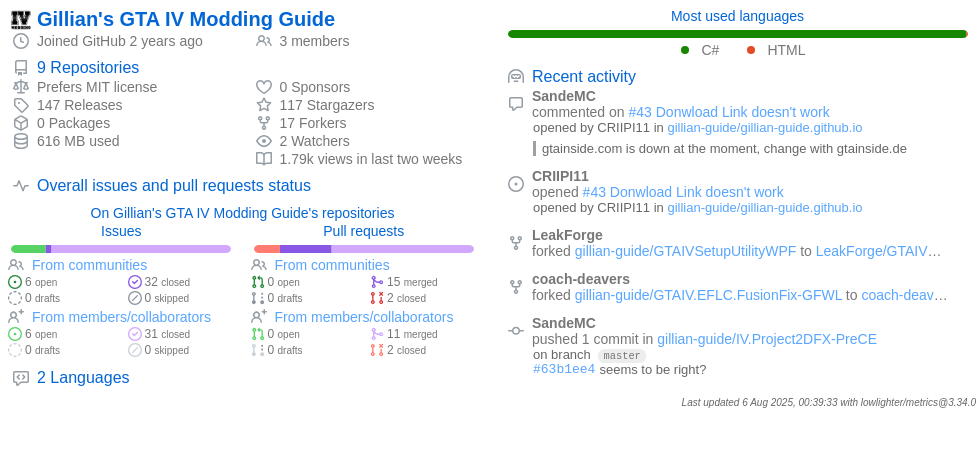 IV
Gillian's GTA IV Modding Guide
Joined GitHub 2 years ago
3 members
9 Repositories
Prefers MIT license
147 Releases
0 Packages
616 MB used
0 Sponsors
117 Stargazers
17 Forkers
2 Watchers
1.79k views in last two weeks
Overall issues and pull requests status
On Gillian's GTA IV Modding Guide's repositories
Issues
From communities
6 open
32 closed
0 drafts
0 skipped
From members/collaborators
6 open
31 closed
0 drafts
0 skipped
Pull requests
From communities
0 open
15 merged
0 drafts
2 closed
From members/collaborators
0 open
11 merged
0 drafts
2 closed
2 Languages
Most used languages
C#
HTML
Recent activity
SandeMC
commented on #43 Donwload Link doesn't work
opened by CRIIPI11 in gillian-guide/gillian-guide.github.io
gtainside.com is down at the moment, change with gtainside.de
CRIIPI11
opened #43 Donwload Link doesn't work
opened by CRIIPI11 in gillian-guide/gillian-guide.github.io
LeakForge
forked gillian-guide/GTAIVSetupUtilityWPF to LeakForge/GTAIV…
coach-deavers
forked gillian-guide/GTAIV.EFLC.FusionFix-GFWL to coach-deav…
SandeMC
pushed 1 commit in gillian-guide/IV.Project2DFX-PreCE
on branch master
#63b1ee4 seems to be right?
Last updated 6 Aug 2025, 00:39:33 with lowlighter/metrics@3.34.0